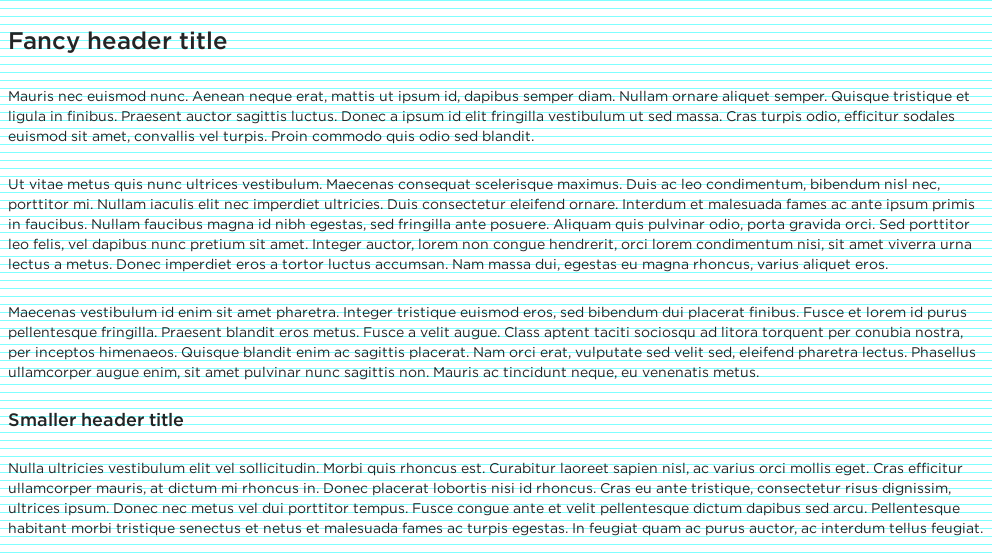 Fancy header title
Mauris nec euismod nunc. Aenean neque erat, mattis ut ipsum id, dapibus semper diam. Nullam ornare aliquet semper. Quisque tristique et
ligula in finibus. Praesent auctor sagittis luctus. Donec a ipsum id elit fringilla vestibulum ut sed massa. Cras turpis odio, efficitur sodales
euismod sit amet, convallis vel turpis. Proin commodo quis odio sed blandit.
Ut vitae metus quis nunc ultrices vestibulum. Maecenas consequat scelerisque maximus. Duis ac leo condimentum, bibendum nisl nec,
porttitor mi. Nullam iaculis elit nec imperdiet ultricies. Duis consectetur eleifend ornare. Interdum et malesuada fames ac ante ipsum primis
in faucibus. Nullam faucibus magna id nibh egestas, sed fringilla ante posuere. Aliquam quis pulvinar odio, porta gravida orci. Sed porttitor
leo felis, vel dapibus nunc pretium sit amet. Integer auctor, lorem non congue hendrerit, orci lorem condimentum nisi, sit amet viverra urna
lectus a metus. Donec imperdiet eros a tortor luctus accumsan. Nam massa dui, egestas eu magna rhoncus, varius aliquet eros.
Maecenas vestibulum id enim sit amet pharetra. Integer tristique euismod eros, sed bibendum dui placerat finibus. Fusce et lorem id purus
pellentesque fringilla. Praesent blandit eros metus. Fusce a velit augue. Class aptent taciti sociosqu ad litora torquent per conubia nostra,
per inceptos himenaeos. Quisque blandit enim ac sagittis placerat. Nam orci erat, vulputate sed velit sed, eleifend pharetra lectus. Phasellus
ullamcorper augue enim, sit amet pulvinar nunc sagittis non. Mauris ac tincidunt neque, eu venenatis metus.
Smaller header title
Nulla ultricies vestibulum elit vel sollicitudin. Morbi quis rhoncus est. Curabitur laoreet sapien nisl, ac varius orci mollis eget. Cras efficitur
ullamcorper mauris, at dictum mi rhoncus in. Donec placerat lobortis nisi id rhoncus. Cras eu ante tristique, consectetur risus dignissim,
ultrices ipsum. Donec nec metus vel dui porttitor tempus. Fusce congue ante et velit pellentesque dictum dapibus sed arcu. Pellentesque
habitant morbi tristique senectus et netus et malesuada fames ac turpis egestas. In feugiat quam ac purus auctor, ac interdum tellus feugiat.